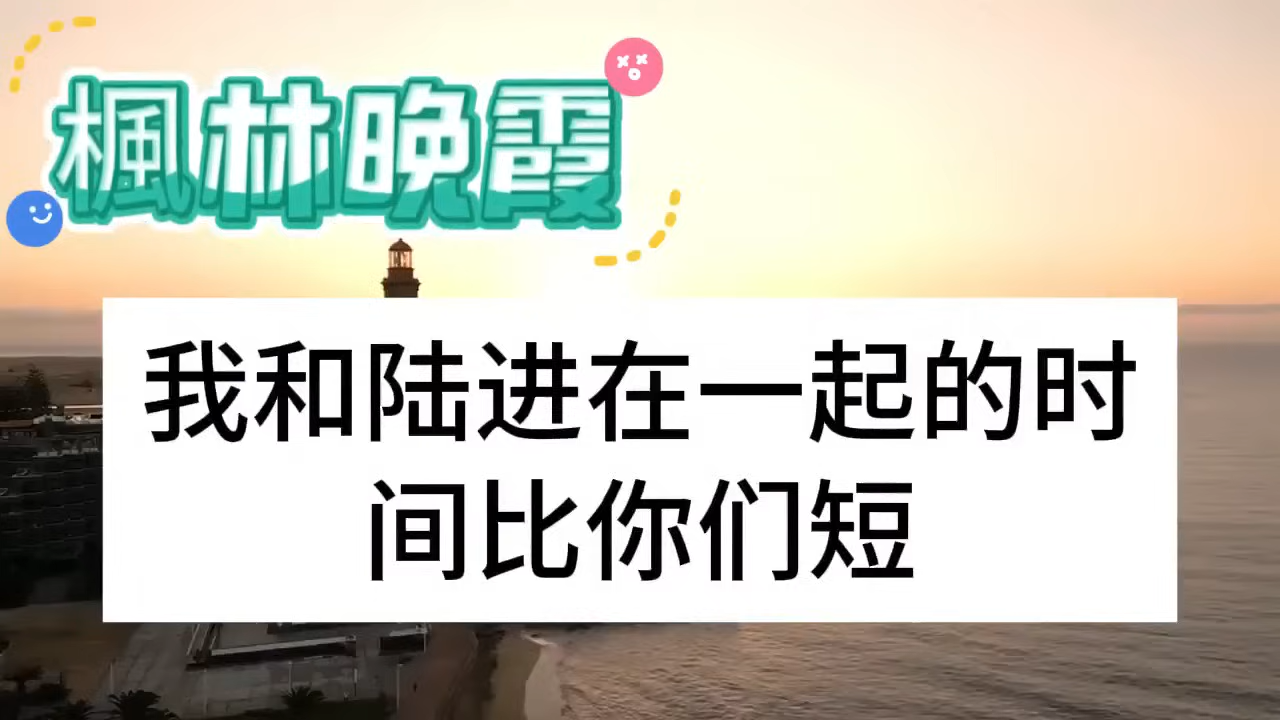 楓林晚霞
我和陆进在一起的时
间比你们短